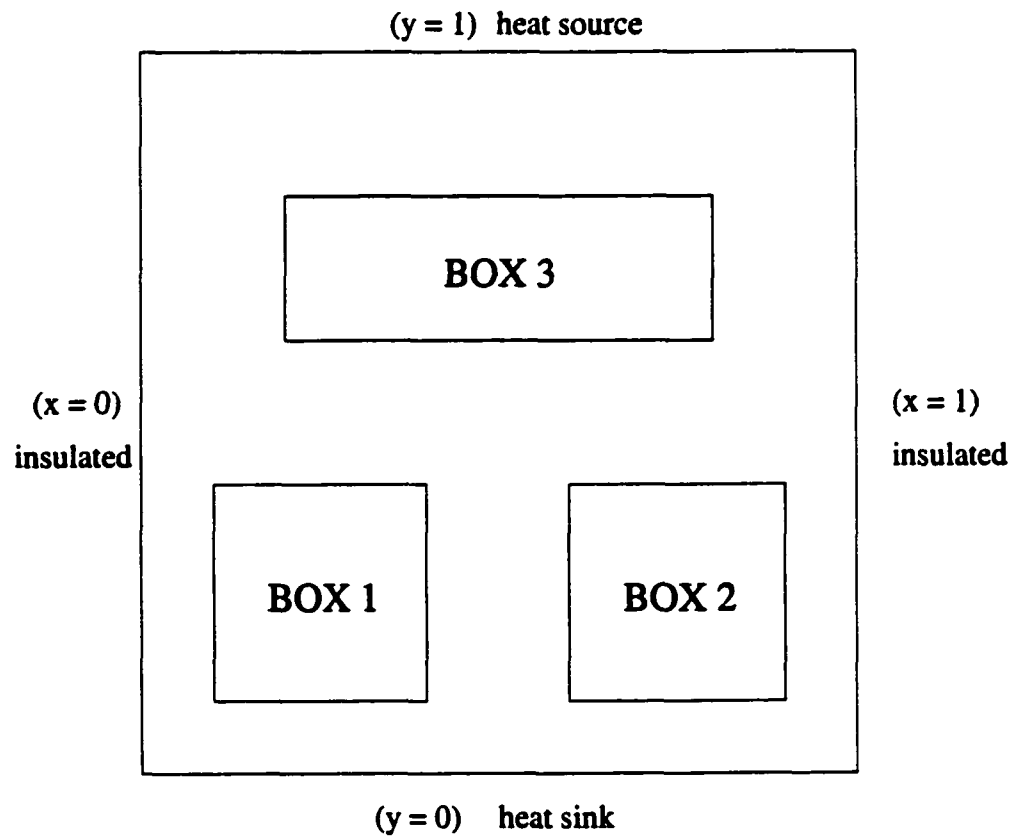 (y = 1) heat source
BOX 3
(x = 0)
insulated
(x = 1)
insulated
BOX 1
BOX 2
(y = 0) heat sink